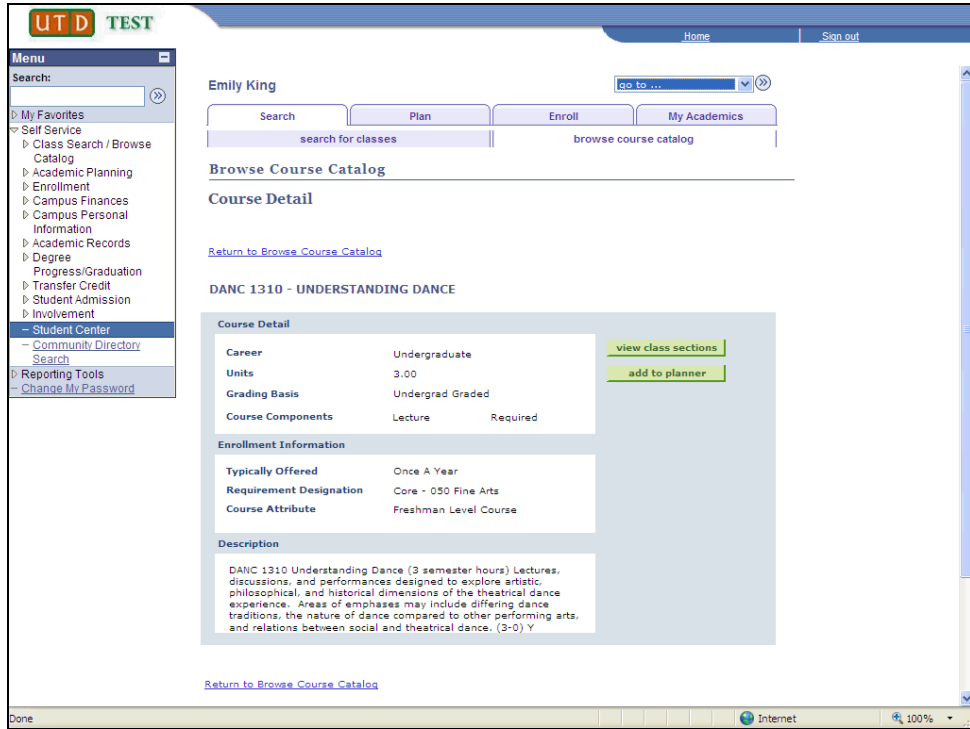 UTD TEST
Home Sign out
Menu
Search:
My Favorites
Self Service
Class Search / Browse
Catalog
Academic Planning
Enrollment
Campus Finances
Campus Personal
Information
Academic Records
Degree
Progress/Graduation
Transfer Credit
Student Admission
Involvement
Student Center
Community Directory
Search
Reporting Tools
Change My Password
Emily King
go to ...
Search Plan Enroll My Academics
search for classes browse course catalog
Browse Course Catalog
Course Detail
Return to Browse Course Catalog
DANC 1310 - UNDERSTANDING DANCE
Course Detail
Career Undergraduate
Units 3.00
Grading Basis Undergrad Graded
Course Components Lecture Required
view class sections
add to planner
Enrollment Information
Typically Offered Once A Year
Requirement Designation Core - 050 Fine Arts
Course Attribute Freshman Level Course
Description
DANC 1310 Understanding Dance (3 semester hours) Lectures,
discussions, and performances designed to explore artistic,
philosophical, and historical dimensions of the theatrical dance
experience.  Areas of emphases may include differing dance
traditions, the nature of dance compared to other performing arts,
and relations between social and theatrical dance. (3-0) Y
Return to Browse Course Catalog
Done Internet 100%